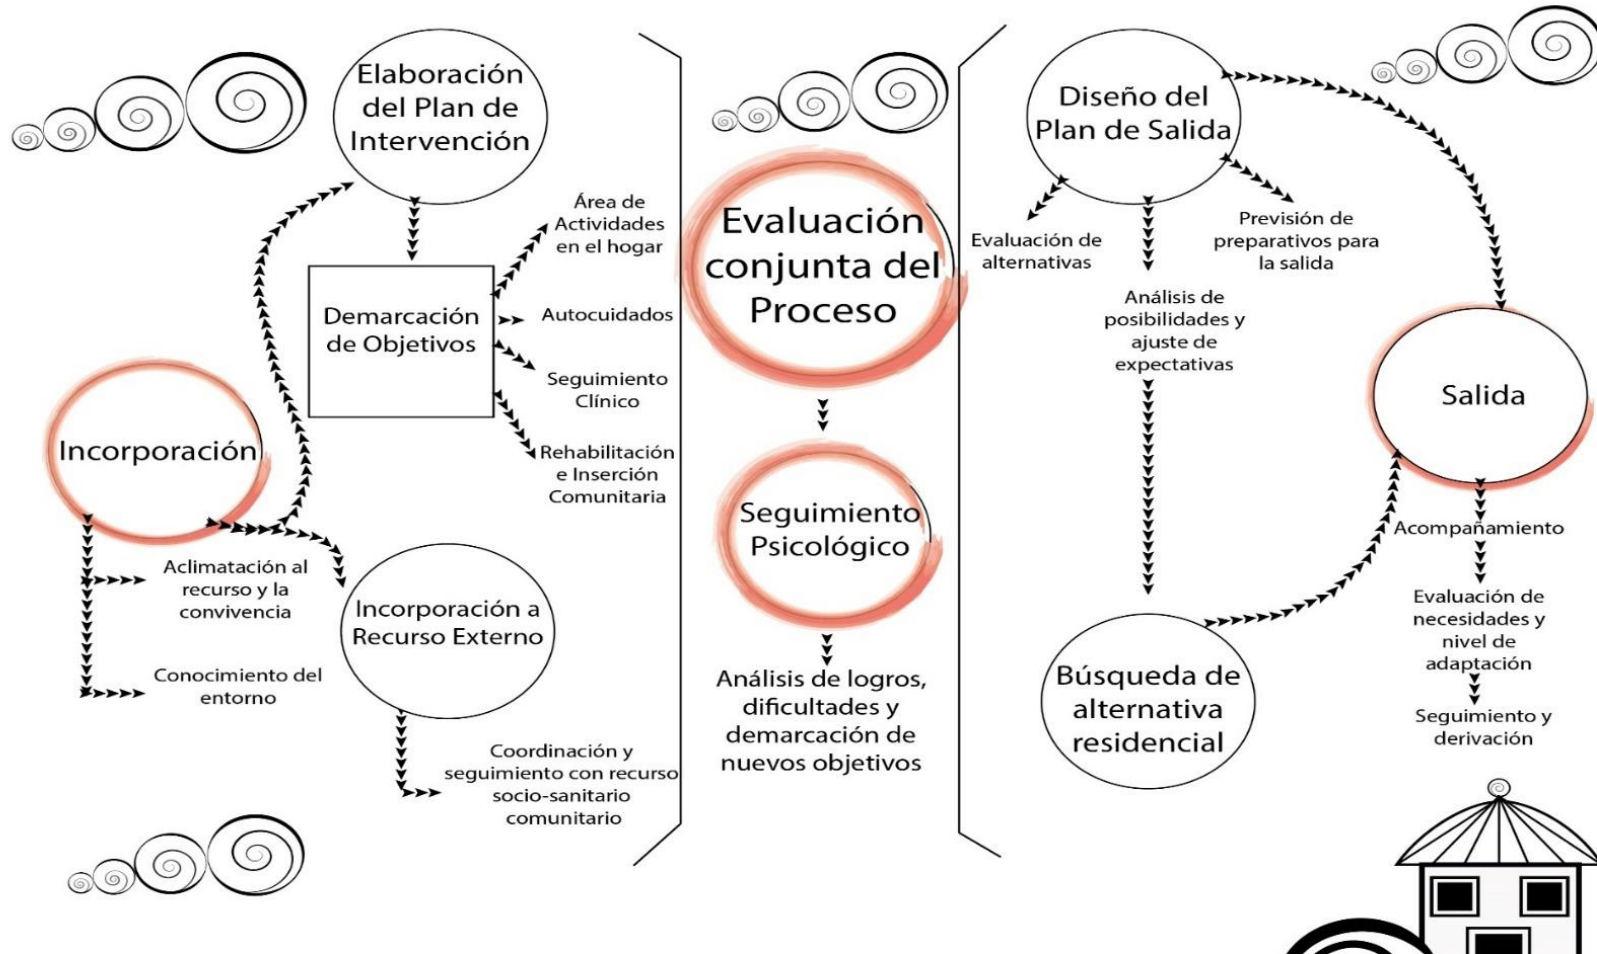 Elaboración
del Plan de
Intervención
Área de
Actividades
en el hogar
Demarcación
de Objetivos
Autocuidados
Seguimiento
Clínico
Rehabilitación
e Inserción
Comunitaria
Incorporación
Aclimatación al
recurso y la
convivencia
Conocimiento del
entorno
Incorporación a
Recurso Externo
Coordinación y
seguimiento con recurso
socio-sanitario
comunitario
Evaluación
conjunta del
Proceso
Seguimiento
Psicológico
Análisis de logros,
dificultades y
demarcación de
nuevos objetivos
Diseño del
Plan de Salida
Evaluación de
alternativas
Previsión de
preparativos para
la salida
Análisis de
posibilidades y
ajuste de
expectativas
Búsqueda de
alternativa
residencial
Salida
Acompañamiento
Evaluación de
necesidades y
nivel de
adaptación
Seguimiento y
derivación